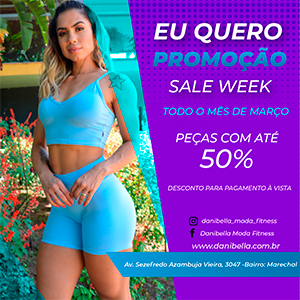 EU QUERO
PROMOÇÃO
SALE WEEK
TODO O MÊS DE MARÇO
PEÇAS COM ATÉ
50%
DESCONTO PARA PAGAMENTO À VISTA
danibella_moda_fitness
Danibella Moda Fitness
www.danibella.com.br
Av. Sezefredo Azambuja Vieira, 3047 -Bairro: Marechal